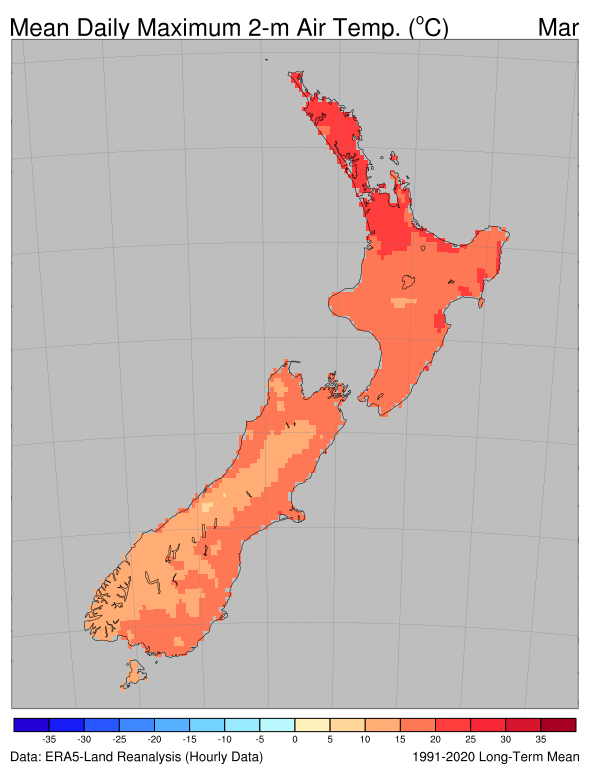 Mean Daily Maximum 2-m Air Temp. (°C) Mar
-35 -30 -25 -20 -15 -10 -5 0 5 10 15 20 25 30 35
Data: ERA5-Land Reanalysis (Hourly Data) 1991-2020 Long-Term Mean